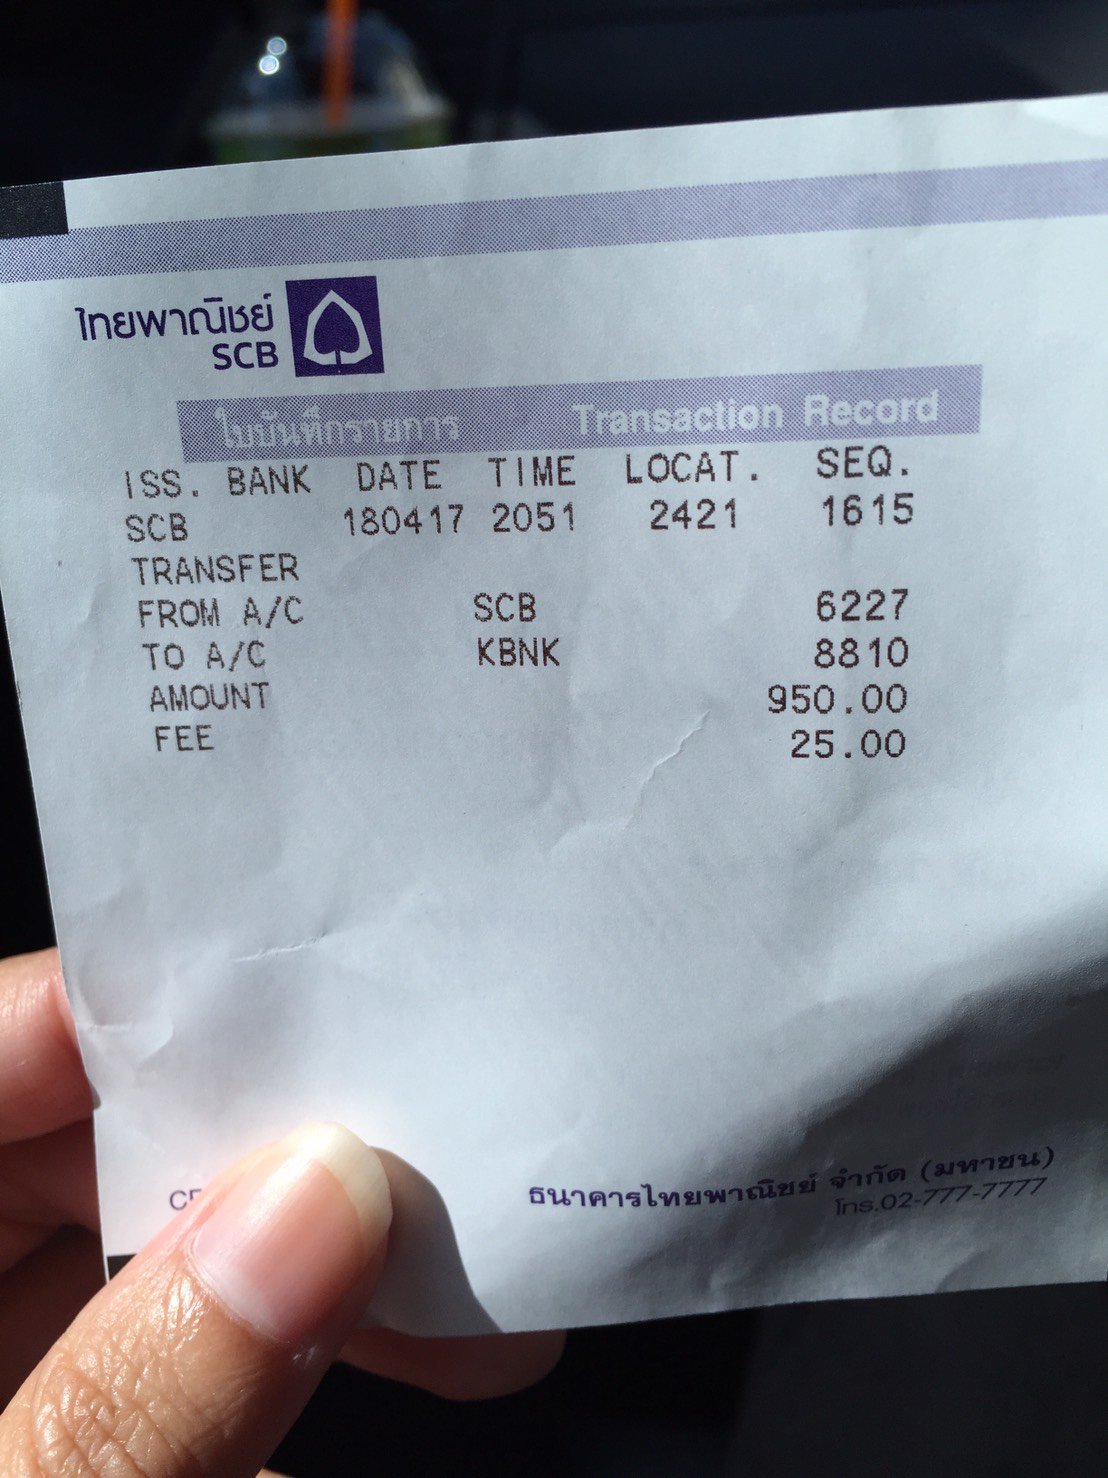 ไทยพาณิชย์
SCB
ใบบันทึกรายการ Transaction Record
ISS. BANK DATE TIME LOCAT. SEQ.
SCB 180417 2051 2421 1615
TRANSFER
FROM A/C SCB 6227
TO A/C KBNK 8810
AMOUNT 950.00
FEE 25.00
ธนาคารไทยพาณิชย์ จำกัด (มหาชน)
โทร.02-777-7777